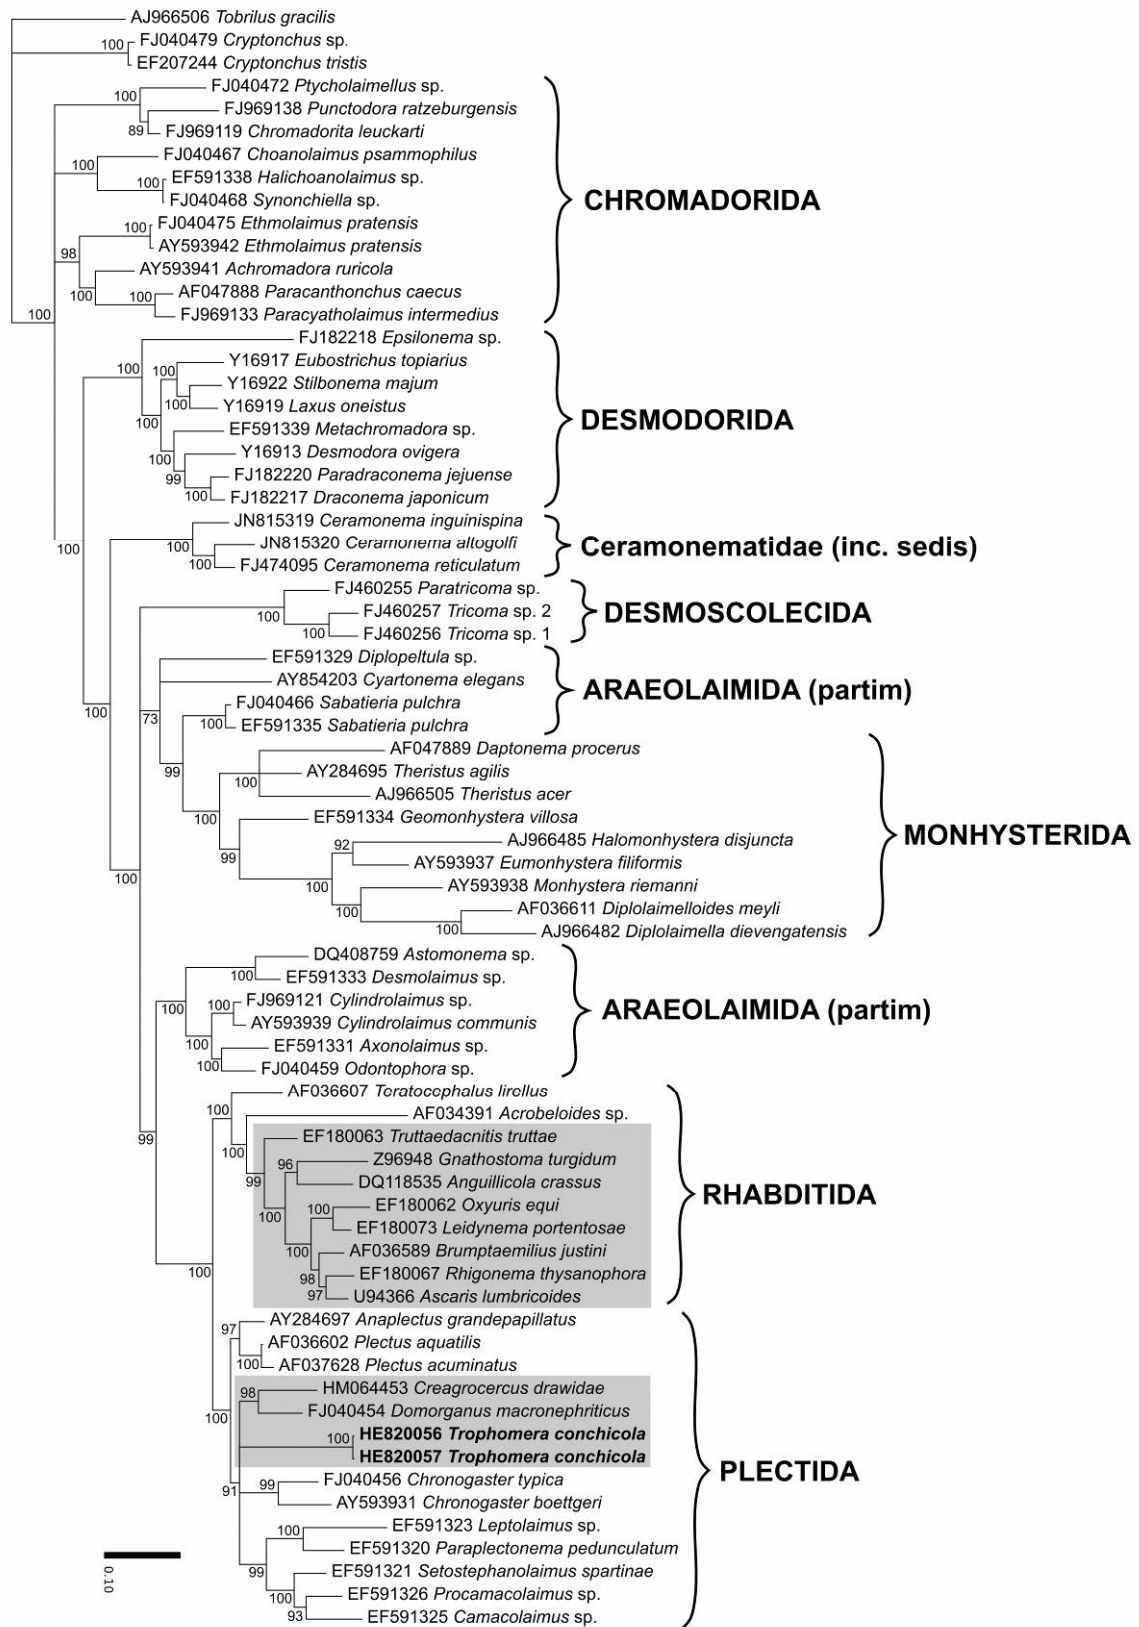 AJ966506 Tobrilus gracilis
FJ040479 Cryptonchus sp.
100
EF207244 Cryptonchus tristis
FJ040472 Ptycholaimellus sp.
100
FJ969138 Punctodora ratzeburgensis
89
FJ969119 Chromadorita leuckarti
FJ040467 Choanolaimus psammophilus
100
EF591338 Halichoanolaimus sp.
100
FJ040468 Synonchiella sp.
CHROMADORIDA
FJ040475 Ethmolaimus pratensis
100
AY593942 Ethmolaimus pratensis
98
AY593941 Achromadora ruricola
100
AF047888 Paracanthonchus caecus
100
FJ969133 Paracyatholaimus intermedius
100
FJ182218 Epsilonema sp.
Y16917 Eubostrichus topiarius
100
100
Y16922 Stilbonema majum
100
Y16919 Laxus oneistus
100
DESMODORIDA
EF591339 Metachromadora sp.
100
Y16913 Desmodora ovigera
99
FJ182220 Paradraconema jejuense
100
FJ182217 Draconema japonicum
JN815319 Ceramonema inguinispina
100
100
JN815320 Ceramonema altogolfi
100
FJ474095 Ceramonema reticulatum
Ceramonematidae (inc. sedis)
FJ460255 Paratricoma sp.
100
FJ460257 Tricoma sp. 2
100
FJ460256 Tricoma sp. 1
DESMOSCOLECIDA
EF591329 Diplopeltula sp.
AY854203 Cyartonema elegans
ARAEOLAIMIDA (partim)
FJ040466 Sabatieria pulchra
73
100
EF591335 Sabatieria pulchra
100
AF047889 Daptonema procerus
99
AY284695 Theristus agilis
100
AJ966505 Theristus acer
100
EF591334 Geomonhystera villosa
AJ966485 Halomonhystera disjuncta
92
MONHYSTERIDA
99
AY593937 Eumonhystera filiformis
100
100
AY593938 Monhystera riemanni
100
AF036611 Diplolaimelloides meyli
100
AJ966482 Diplolaimella dievengatensis
DQ408759 Astomonema sp.
100
EF591333 Desmolaimus sp.
100
FJ969121 Cylindrolaimus sp.
100
ARAEOLAIMIDA (partim)
AY593939 Cylindrolaimus communis
100
EF591331 Axonolaimus sp.
100
FJ040459 Odontophora sp.
AF036607 Teratocephalus lirellus
100
AF034391 Acrobeloides sp.
99
100
EF180063 Truttaedacnitis truttae
96
Z96948 Gnathostoma turgidum
99
DQ118535 Anguillicola crassus
RHABDITIDA
100
EF180062 Oxyuris equi
100
EF180073 Leidynema portentosae
100
AF036589 Brumptaemilius justini
100
98
EF180067 Rhigonema thysanophora
97
U94366 Ascaris lumbricoides
AY284697 Anaplectus grandepapillatus
97
AF036602 Plectus aquatilis
100
AF037628 Plectus acuminatus
98
HM064453 Creagrocercus drawidae
FJ040454 Domorganus macronephriticus
100
100
HE820056 Trophomera conchicola
HE820057 Trophomera conchicola
PLECTIDA
99
FJ040456 Chronogaster typica
91
AY593931 Chronogaster boettgeri
100
EF591323 Leptolaimus sp.
EF591320 Paraplectonema pedunculatum
99
EF591321 Setostephanolaimus spartinae
0.10
100
EF591326 Procamacolaimus sp.
93
EF591325 Camacolaimus sp.